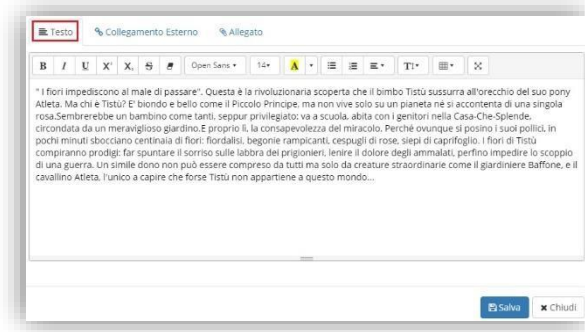 Testo Collegamento Esterno Allegato
B I U X² X₂ S Open Sans 14 A T I
" I fiori impediscono al male di passare". Questa è la rivoluzionaria scoperta che il bimbo Tistù sussurra all'orecchio del suo pony
Atleta. Ma chi è Tistù? E' biondo e bello come il Piccolo Principe, ma non vive solo su un pianeta né si accontenta di una singola
rosa.Sembrerebbe un bambino come tanti, seppur privilegiato: va a scuola, abita con i genitori nella Casa-Che-Splende,
circondata da un meraviglioso giardino.E proprio lì, la consapevolezza del miracolo. Perché ovunque si posino i suoi pollici, in
pochi minuti sbocciano centinaia di fiori: fiordalisi, begonie rampicanti, cespugli di rose, siepi di caprifoglio. I fiori di Tistù
compiranno prodigi: far spuntare il sorriso sulle labbra dei prigionieri, lenire il dolore degli ammalati, perfino impedire lo scoppio
di una guerra. Un simile dono non può essere compreso da tutti ma solo da creature straordinarie come il giardiniere Baffone, e il
cavallino Atleta, l'unico a capire che forse Tistù non appartiene a questo mondo...
Salva x Chiudi